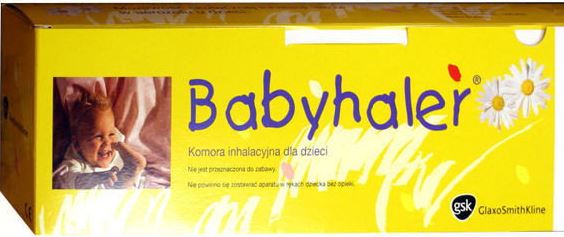 Babyhaler®
Komora inhalacyjna dla dzieci
Nie jest przeznaczona do zabawy.
Nie powinno się zostawiać aparatu w rękach dziecka bez opieki.
gsk GlaxoSmithKline